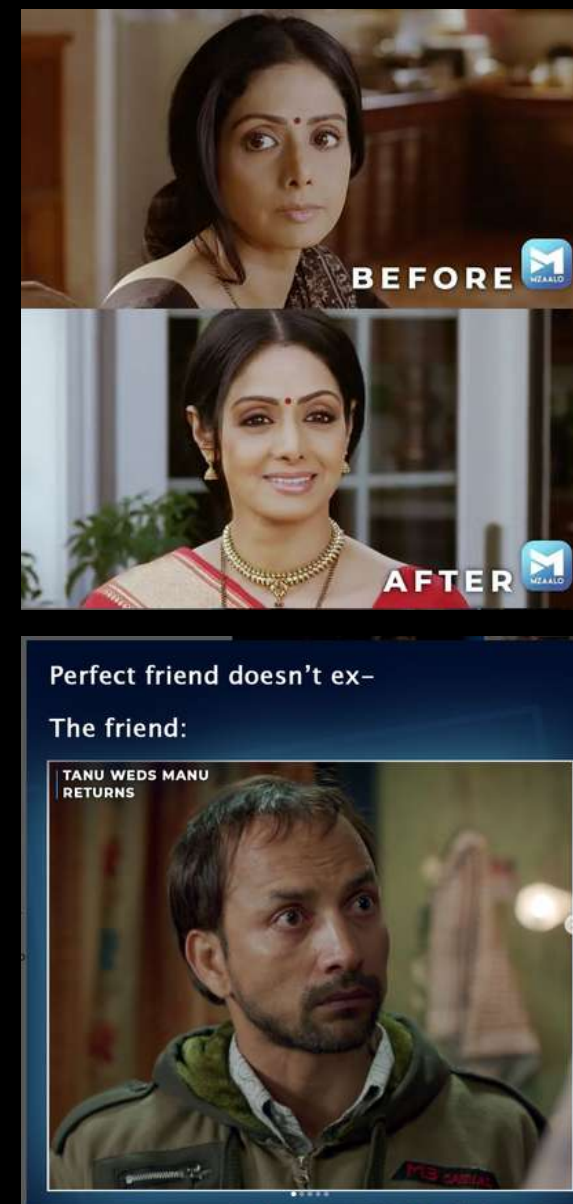 BEFORE
MZAALO
AFTER
MZAALO
Perfect friend doesn't ex-
The friend:
TANU WEDS MANU
RETURNS